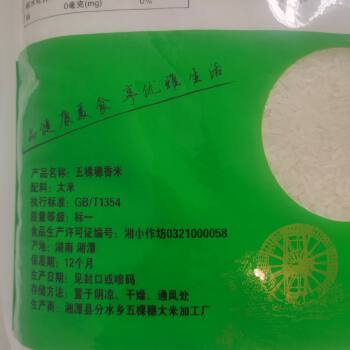 0毫克(mg) 0%
品健康美食 享优雅生活
产品名称：五棵穗香米
配料：大米
执行标准：GB/T1354
质量等级：标一
食品生产许可证编号：湘小作坊0321000058
产地：湖南 湘潭
保质期：12个月
生产日期：见封口或喷码
存储方法：置于阴凉、干燥、通风处
生产商：湘潭县分水乡五棵穗大米加工厂